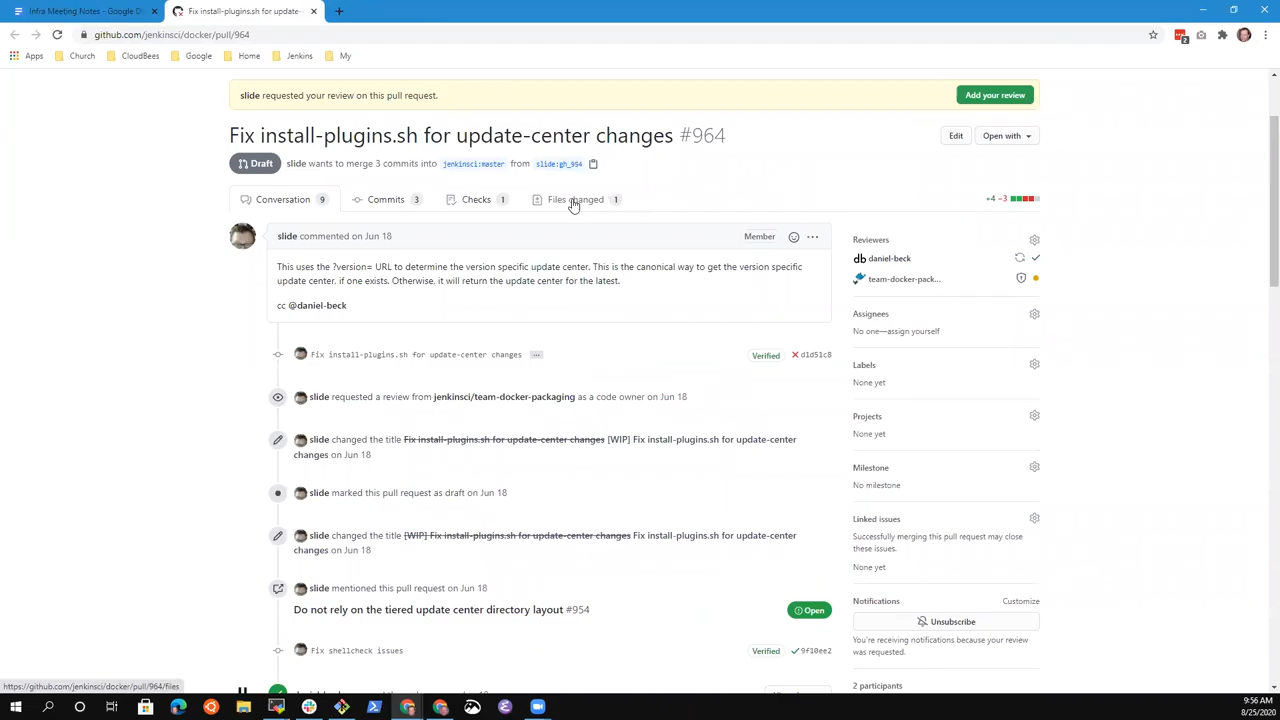 Infra Meeting Notes - Google D
Fix install-plugins.sh for update-
github.com/jenkinsci/docker/pull/964
2
Apps
Church
CloudBees
Google
Home
Jenkins
My
slide requested your review on this pull request.
Add your review
Fix install-plugins.sh for update-center changes #964
Edit
Open with
Draft
slide wants to merge 3 commits into jenkinsci:master from slide:gh_954
Conversation 9
Commits 3
Checks 1
Files changed 1
+4 −3
slide commented on Jun 18
Member
This uses the ?version= URL to determine the version specific update center. This is the canonical way to get the version specific
update center, if one exists. Otherwise, it will return the update center for the latest.
cc @daniel-beck
Fix install-plugins.sh for update-center changes
Verified
d1d51c8
slide requested a review from jenkinsci/team-docker-packaging as a code owner on Jun 18
slide changed the title Fix install-plugins.sh for update-center changes [WIP] Fix install-plugins.sh for update-center
changes on Jun 18
slide marked this pull request as draft on Jun 18
slide changed the title [WIP] Fix install-plugins.sh for update-center changes Fix install-plugins.sh for update-center
changes on Jun 18
slide mentioned this pull request on Jun 18
Do not rely on the tiered update center directory layout #954
Open
Fix shellcheck issues
Verified
9f10ee2
Reviewers
daniel-beck
team-docker-pack...
Assignees
No one—assign yourself
Labels
None yet
Projects
None yet
Milestone
No milestone
Linked issues
Successfully merging this pull request may close
these issues.
None yet
Notifications
Customize
Unsubscribe
You're receiving notifications because your review
was requested.
2 participants
https://github.com/jenkinsci/docker/pull/964/files
9:56 AM
8/25/2020